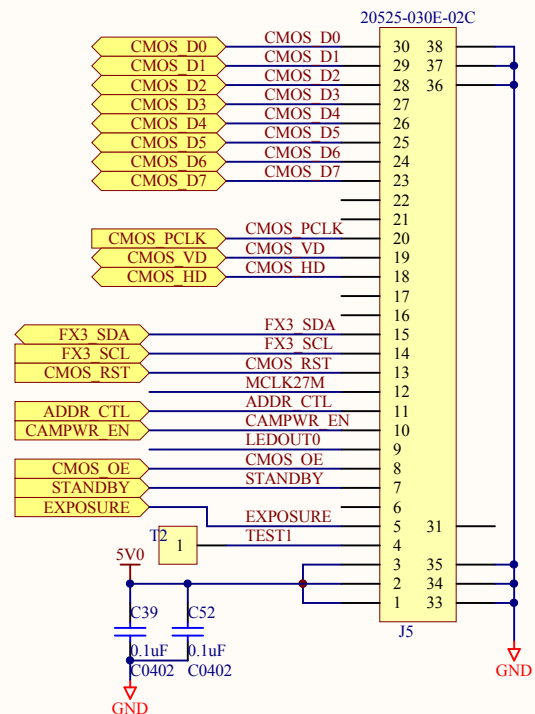 20525-030E-02C
CMOS_D0 CMOS_D0 30 38
CMOS_D1 CMOS_D1 29 37
CMOS_D2 CMOS_D2 28 36
CMOS_D3 CMOS_D3 27
CMOS_D4 CMOS_D4 26
CMOS_D5 CMOS_D5 25
CMOS_D6 CMOS_D6 24
CMOS_D7 CMOS_D7 23
22
21
CMOS_PCLK CMOS_PCLK 20
CMOS_VD CMOS_VD 19
CMOS_HD CMOS_HD 18
17
16
FX3_SDA FX3_SDA 15
FX3_SCL FX3_SCL 14
CMOS_RST CMOS_RST 13
MCLK27M 12
ADDR_CTL ADDR_CTL 11
CAMPWR_EN CAMPWR_EN 10
LEDOUT0 9
CMOS_OE CMOS_OE 8
STANDBY STANDBY 7
EXPOSURE 6
EXPOSURE 5 31
T2 1 TEST1 4
5V0 3 35
2 34
1 33
C39 C52 J5
0.1uF 0.1uF
C0402 C0402
GND
GND